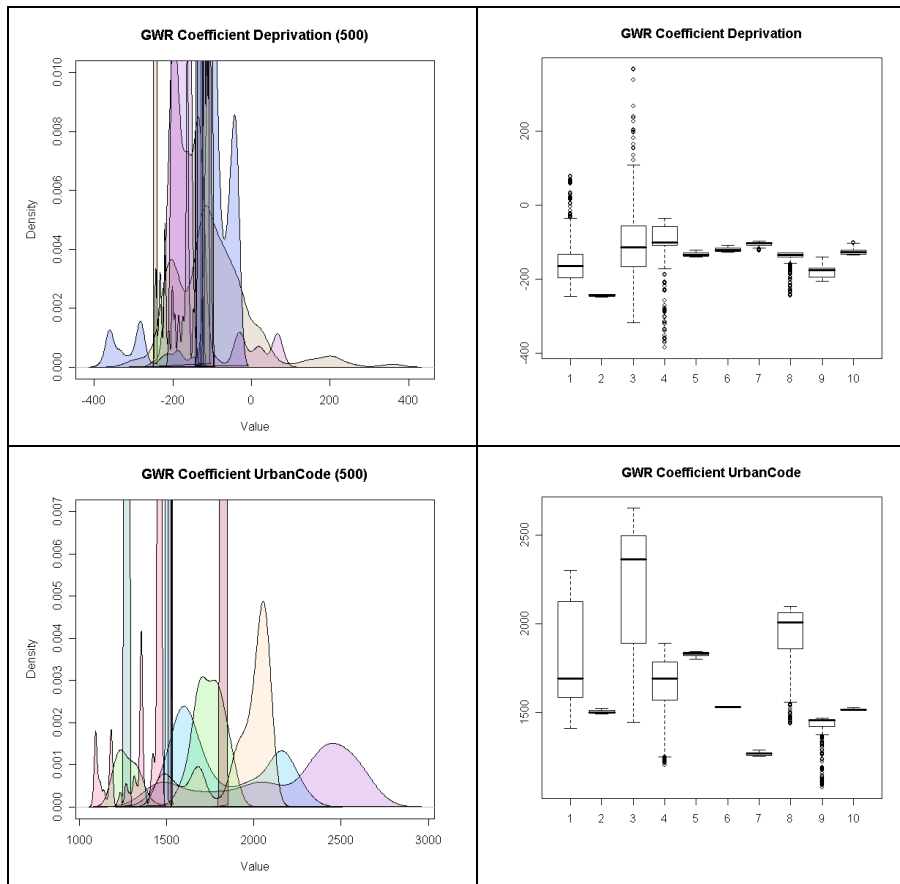 GWR Coefficient Deprivation (500)
Density
0.000 0.002 0.004 0.006 0.008 0.010
-400 -200 0 200 400
Value
GWR Coefficient Deprivation
-400 -200 0 200
1 2 3 4 5 6 7 8 9 10
GWR Coefficient UrbanCode (500)
Density
0.000 0.001 0.002 0.003 0.004 0.005 0.006 0.007
1000 1500 2000 2500 3000
Value
GWR Coefficient UrbanCode
1500 2000 2500
1 2 3 4 5 6 7 8 9 10